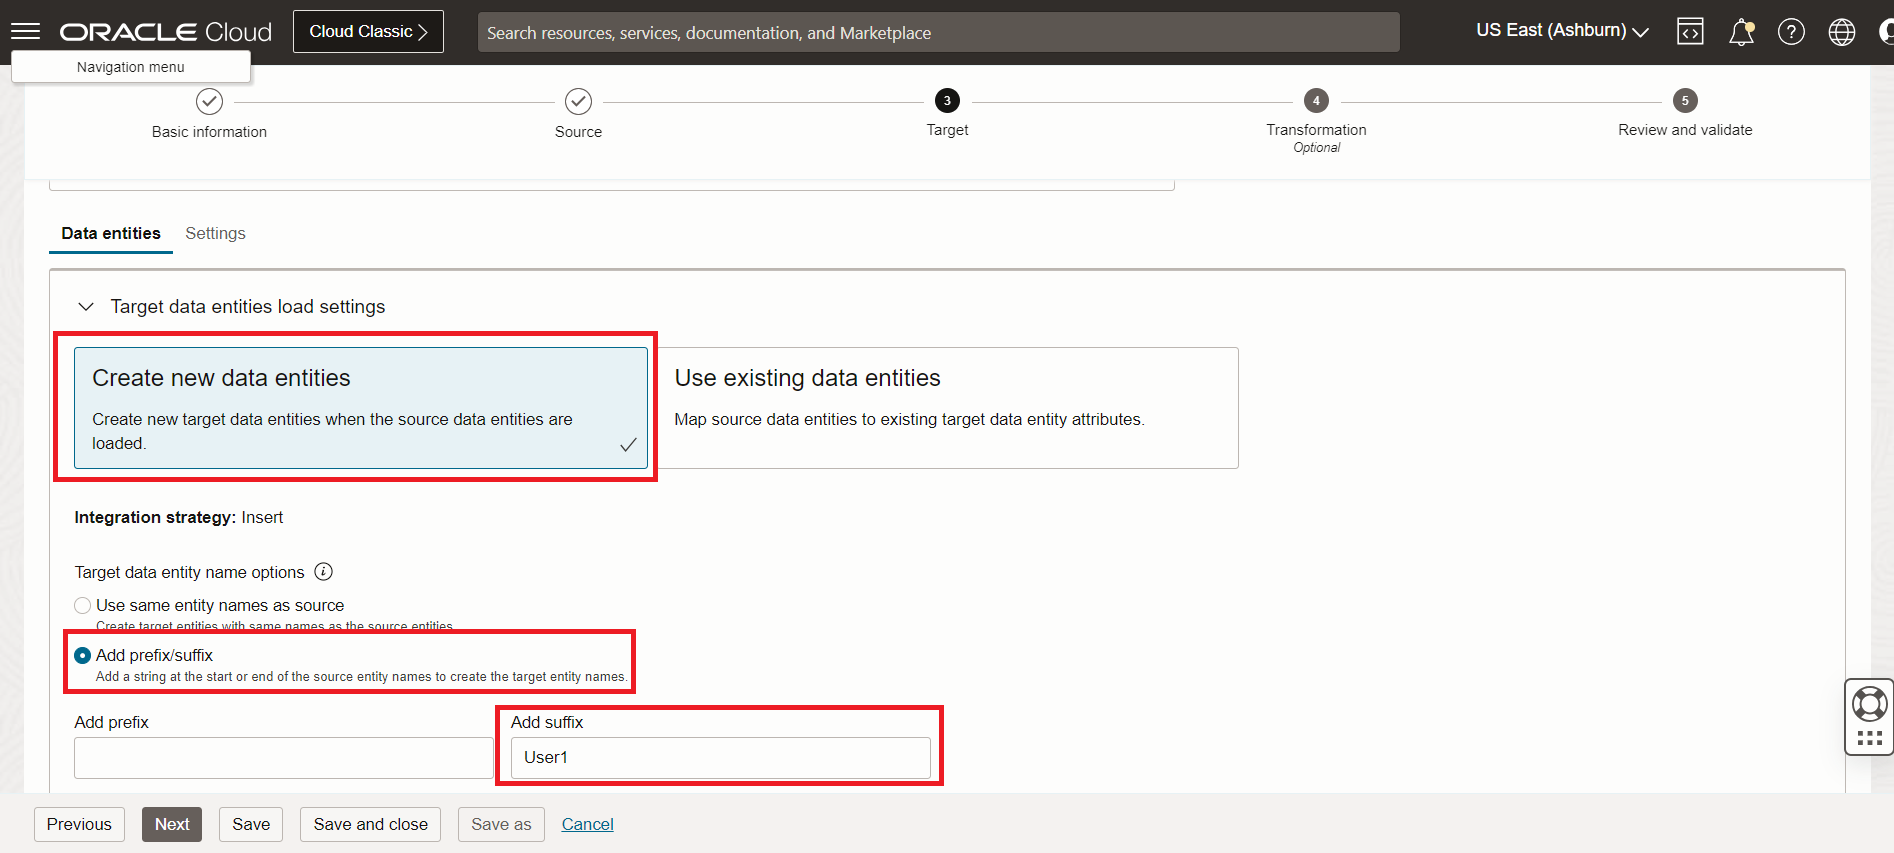 ORACLE Cloud
Cloud Classic
Search resources, services, documentation, and Marketplace
US East (Ashburn)
Navigation menu
3
4
5
Basic information
Source
Target
Transformation
Optional
Review and validate
Data entities
Settings
Target data entities load settings
Create new data entities
Create new target data entities when the source data entities are
loaded.
Use existing data entities
Map source data entities to existing target data entity attributes.
Integration strategy: Insert
Target data entity name options
Use same entity names as source
Create target entities with same names as the source entities.
Add prefix/suffix
Add a string at the start or end of the source entity names to create the target entity names.
Add prefix
Add suffix
User1
Previous
Next
Save
Save and close
Save as
Cancel